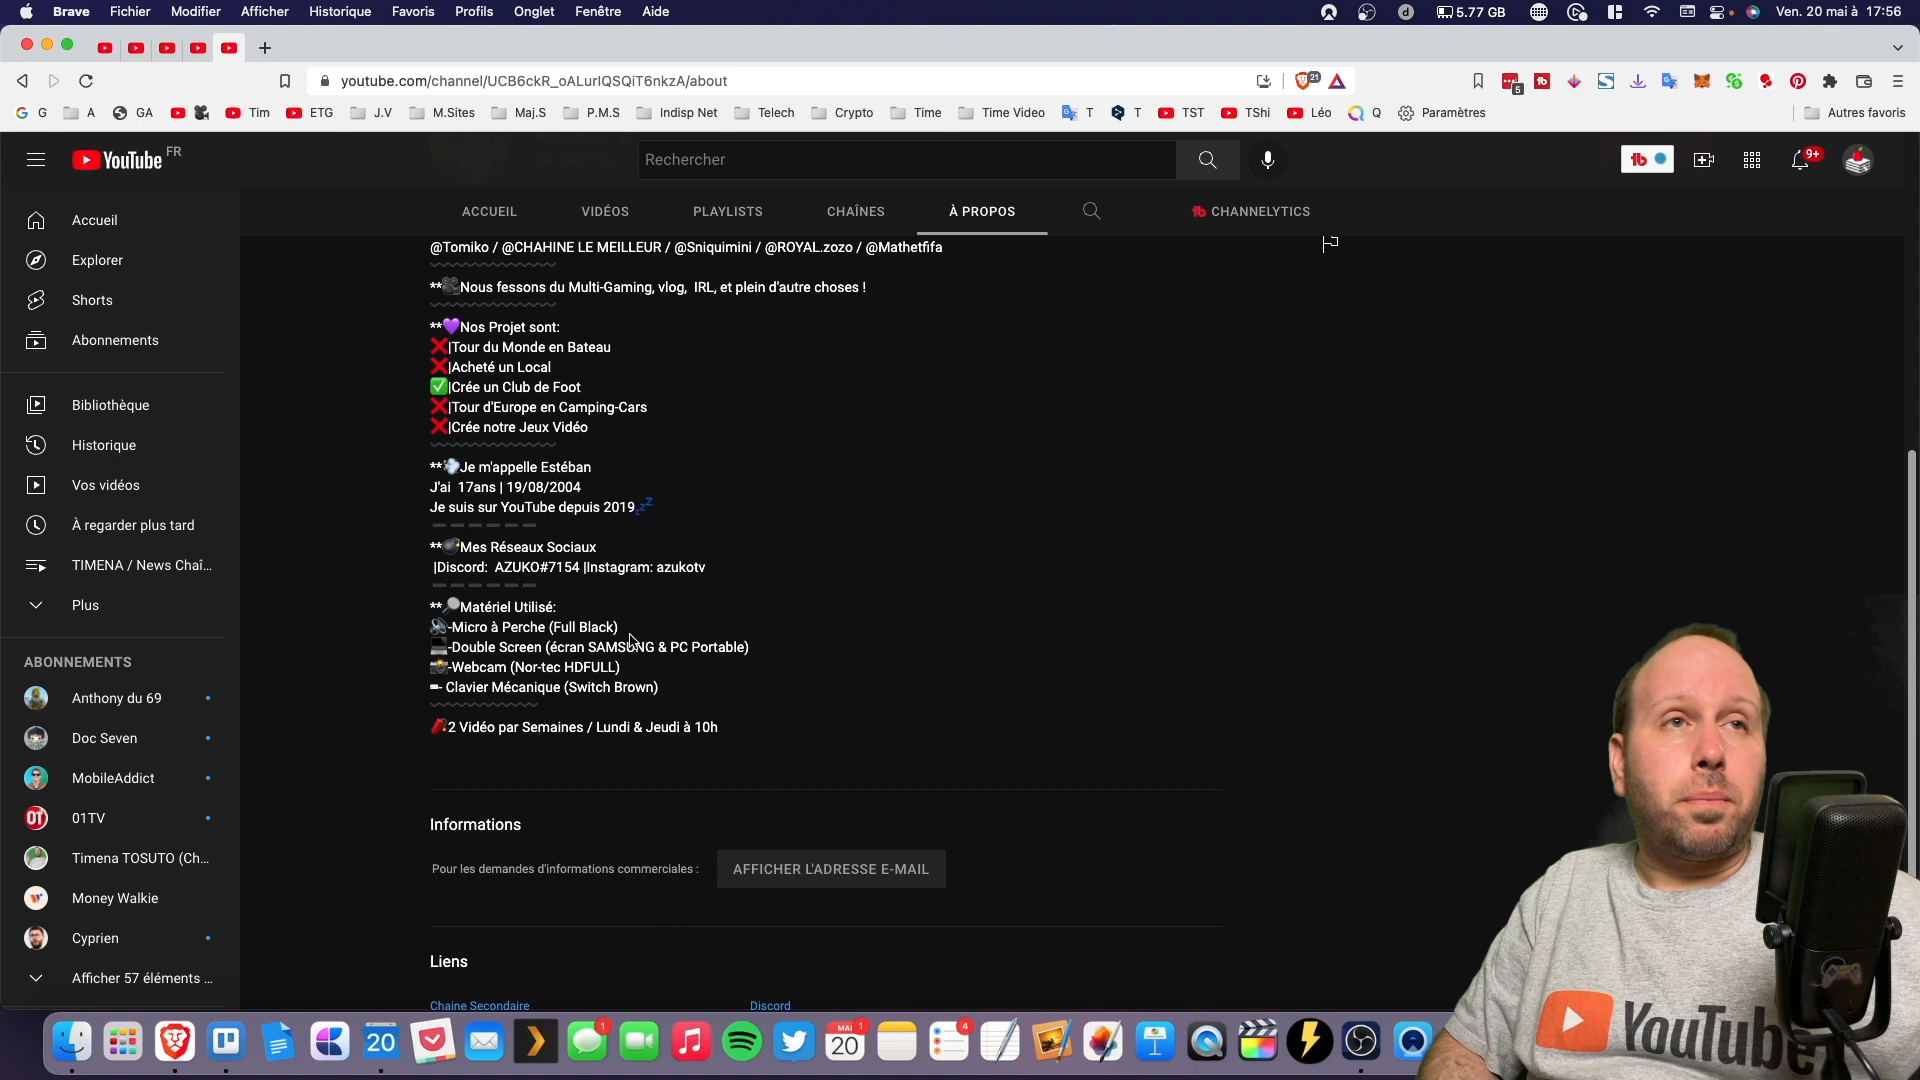 Brave Fichier Modifier Afficher Historique Favoris Profils Onglet Fenêtre Aide
5.77 GB
Ven. 20 mai à 17:56
youtube.com/channel/UCB6ckR_oALurlQSQiT6nkzA/about
21
5
G A GA Tim ETG J.V M.Sites Maj.S P.M.S Indisp Net Telech Crypto Time Time Video T T TST TShi Léo Q Paramètres
Autres favoris
YouTube FR
Rechercher
9+
ACCUEIL VIDÉOS PLAYLISTS CHAÎNES À PROPOS CHANNELYTICS
Accueil
Explorer
Shorts
Abonnements
Bibliothèque
Historique
Vos vidéos
À regarder plus tard
TIMENA / News Chaî...
Plus
ABONNEMENTS
Anthony du 69
Doc Seven
MobileAddict
01TV
Timena TOSUTO (Ch...
Money Walkie
Cyprien
Afficher 57 éléments ...
@Tomiko / @CHAHINE LE MEILLEUR / @Sniquimini / @ROYAL.zozo / @Mathetfifa
**🎥Nous fessons du Multi-Gaming, vlog, IRL, et plein d'autre choses !
**💜Nos Projet sont:
❌|Tour du Monde en Bateau
❌|Acheté un Local
✅|Crée un Club de Foot
❌|Tour d'Europe en Camping-Cars
❌|Crée notre Jeux Vidéo
**💨Je m'appelle Estéban
J'ai 17ans | 19/08/2004
Je suis sur YouTube depuis 2019💤
**💣Mes Réseaux Sociaux
|Discord: AZUKO#7154 |Instagram: azukotv
**🔎Matériel Utilisé:
🔊-Micro à Perche (Full Black)
💻-Double Screen (écran SAMSUNG & PC Portable)
📸-Webcam (Nor-tec HDFULL)
- Clavier Mécanique (Switch Brown)
🧨2 Vidéo par Semaines / Lundi & Jeudi à 10h
Informations
Pour les demandes d'informations commerciales :
AFFICHER L'ADRESSE E-MAIL
Liens
Chaine Secondaire
Discord
20
1
MAI 1
20
4
YouTube